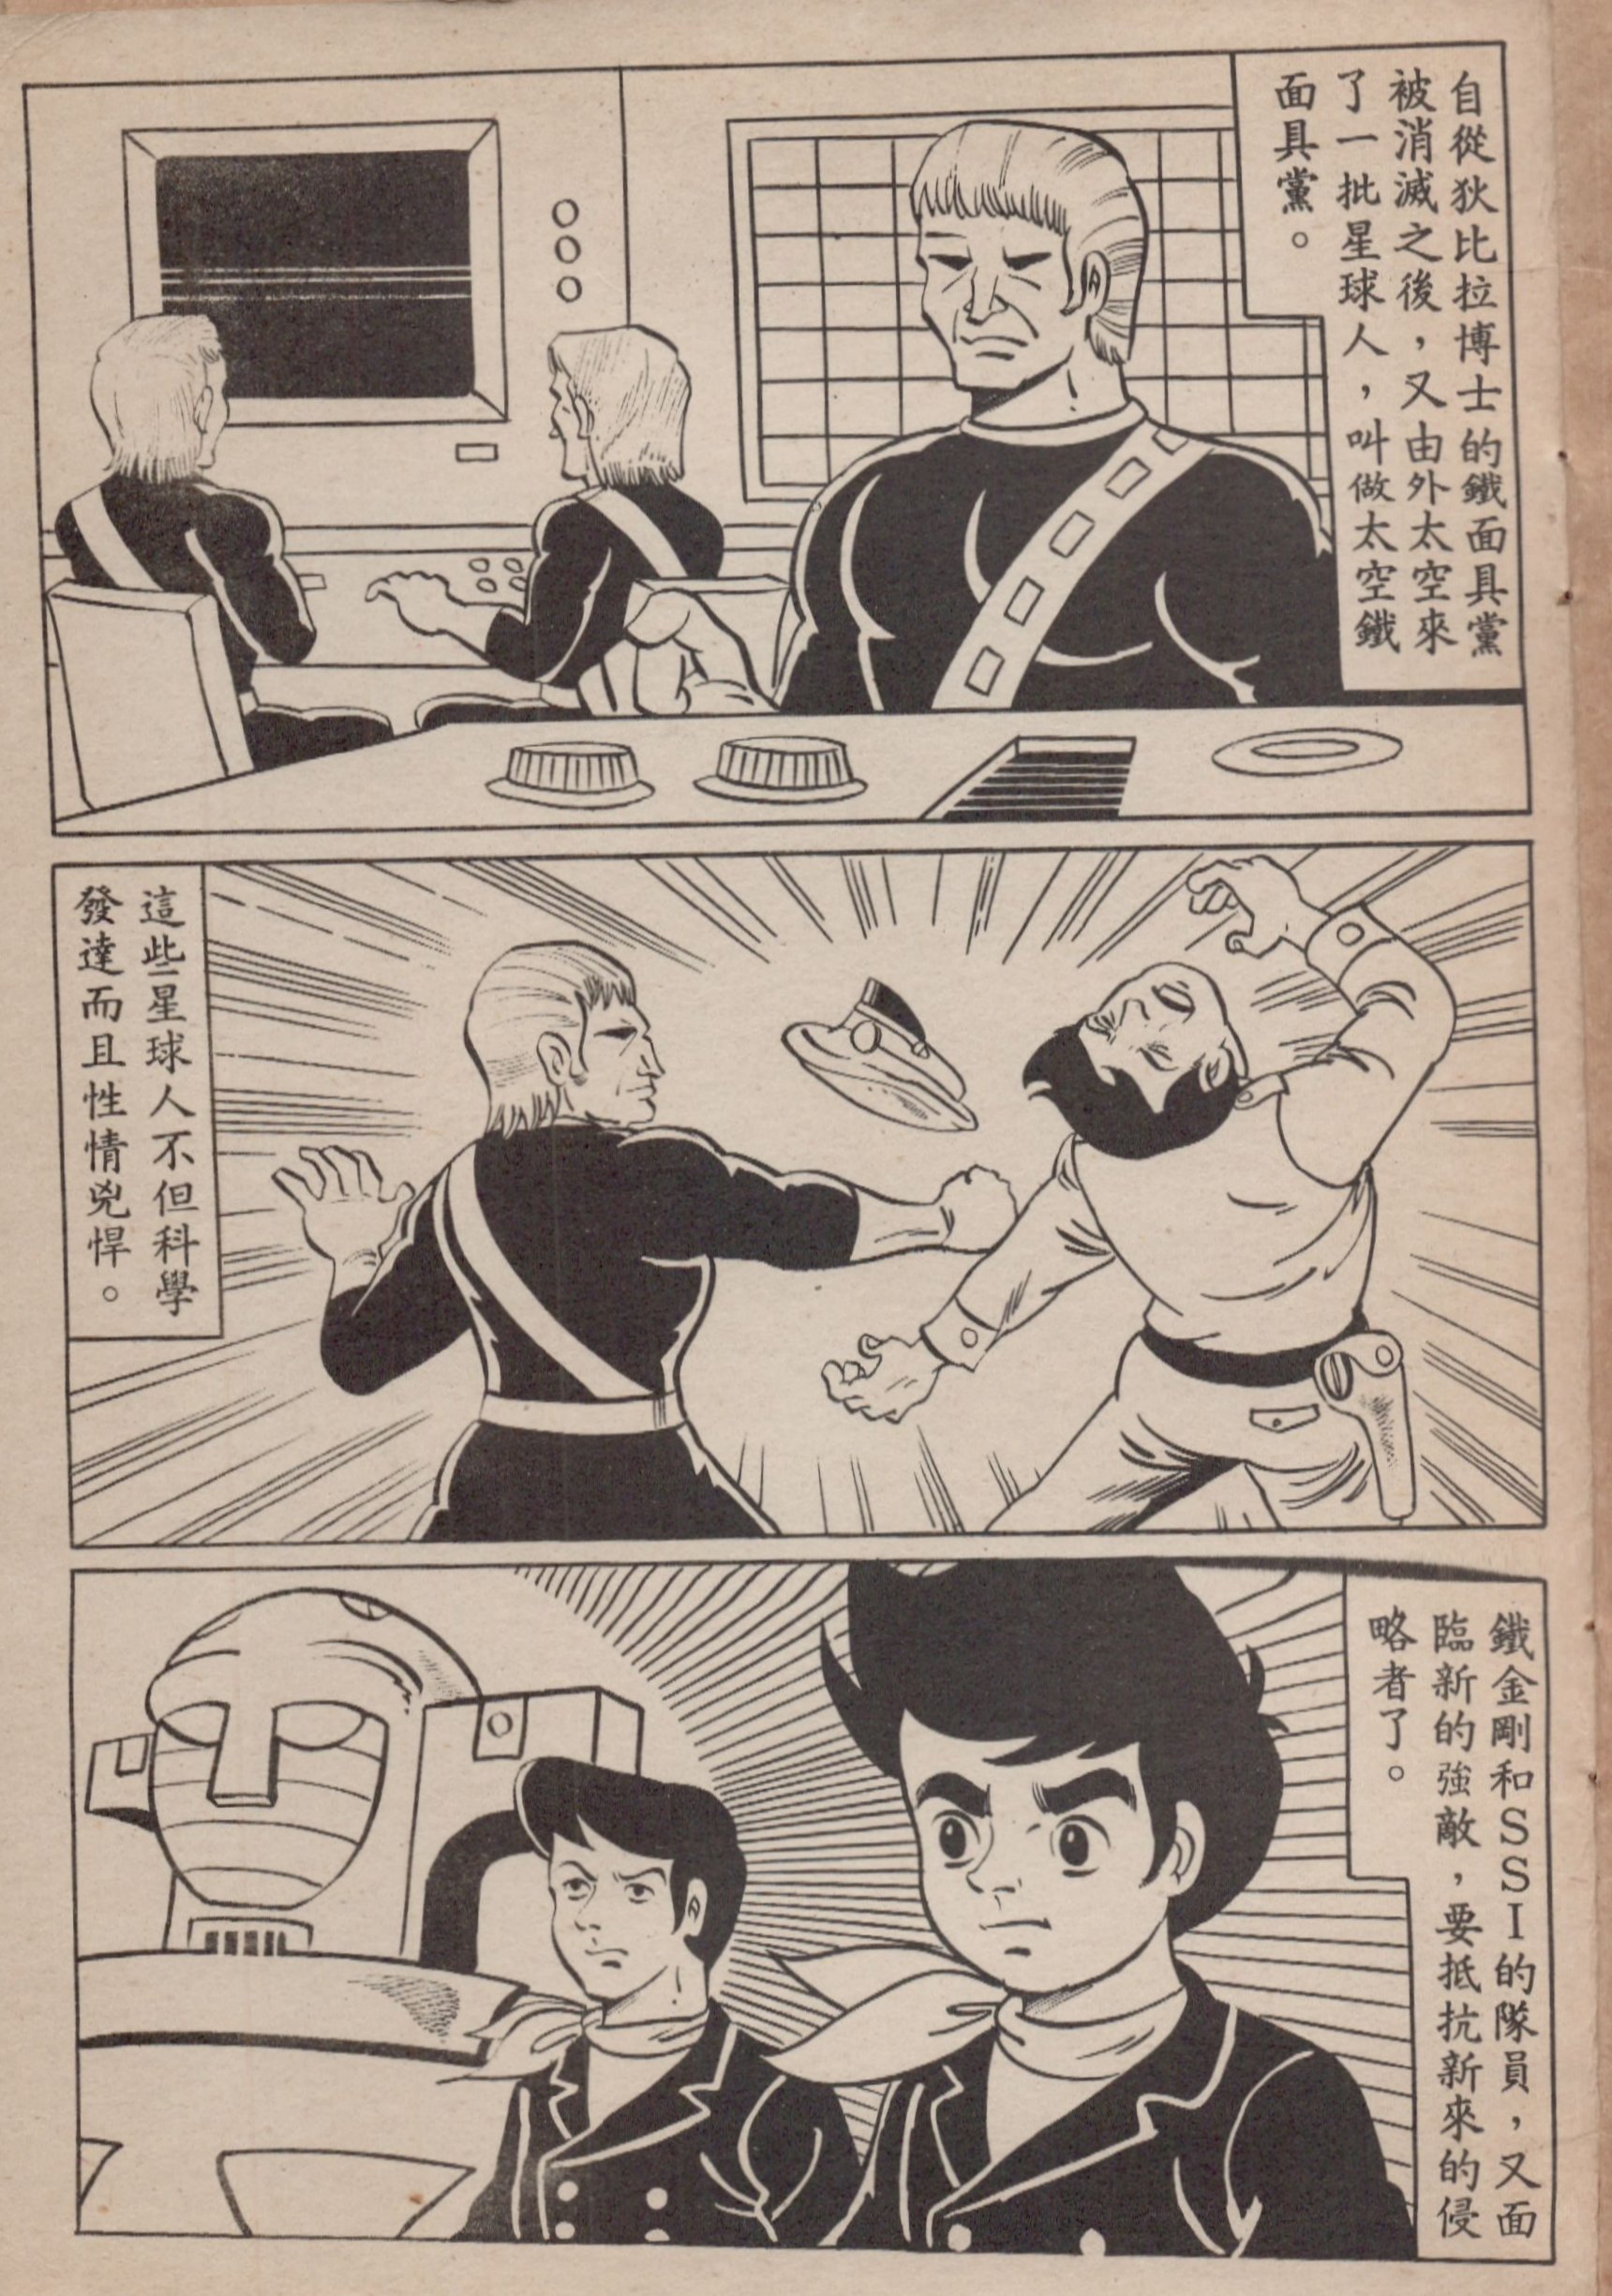 自從狄比拉博士的鐵面具黨
被消滅之後，又由外太空來
了一批星球人，叫做太空鐵
面具黨。
這些星球人不但科學
發達而且性情兇悍。
鐵金剛和SSI的隊員，又面
臨新的強敵，要抵抗新來的侵
略者了。